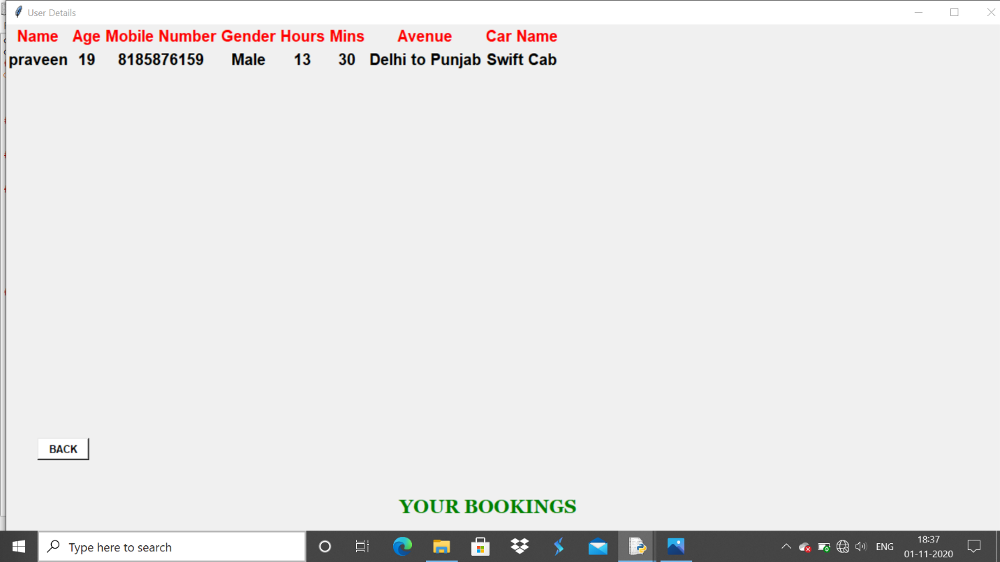 User Details
Name Age Mobile Number Gender Hours Mins Avenue Car Name
praveen 19 8185876159 Male 13 30 Delhi to Punjab Swift Cab
BACK
YOUR BOOKINGS
Type here to search
ENG
18:37
01-11-2020